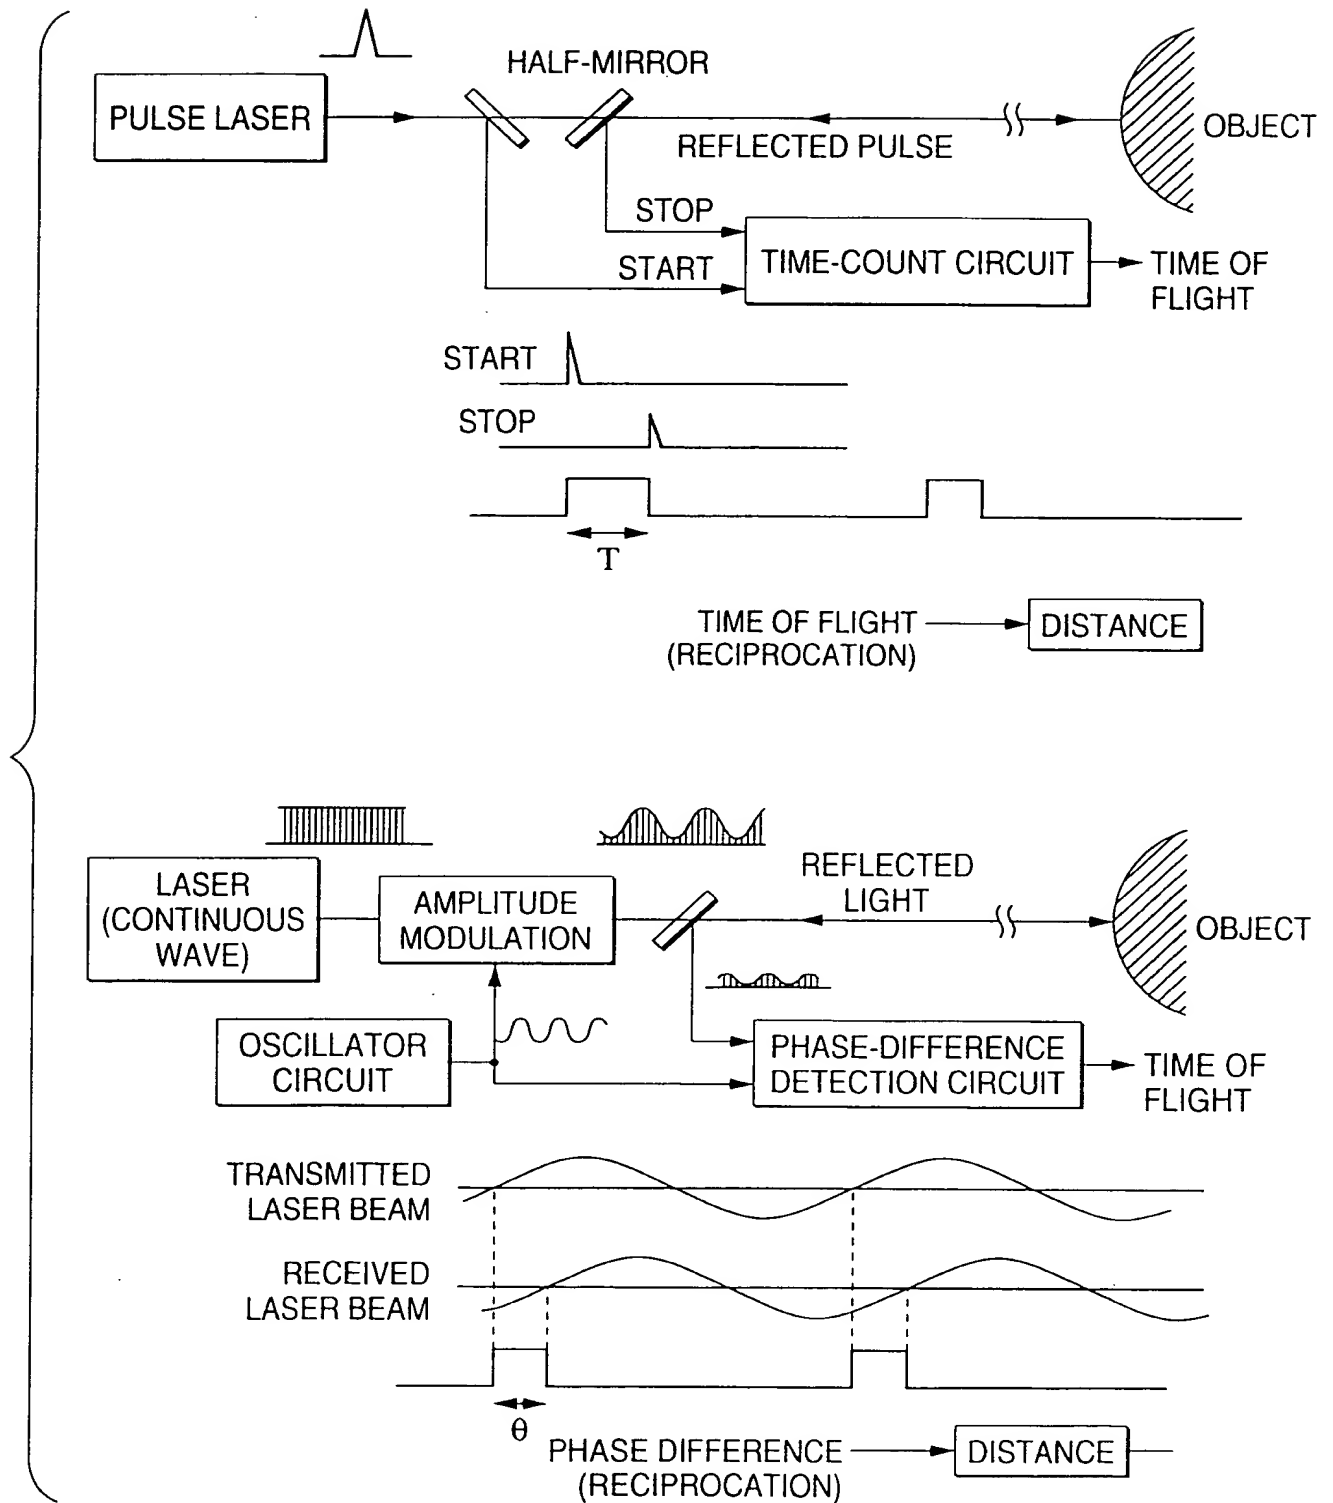 HALF-MIRROR
PULSE LASER
OBJECT
REFLECTED PULSE
STOP
START
TIME-COUNT CIRCUIT
TIME OF
FLIGHT
START
STOP
T
TIME OF FLIGHT
(RECIPROCATION)
DISTANCE
LASER
(CONTINUOUS
WAVE)
AMPLITUDE
MODULATION
REFLECTED
LIGHT
OBJECT
OSCILLATOR
CIRCUIT
PHASE-DIFFERENCE
DETECTION CIRCUIT
TIME OF
FLIGHT
TRANSMITTED
LASER BEAM
RECEIVED
LASER BEAM
θ
PHASE DIFFERENCE
(RECIPROCATION)
DISTANCE